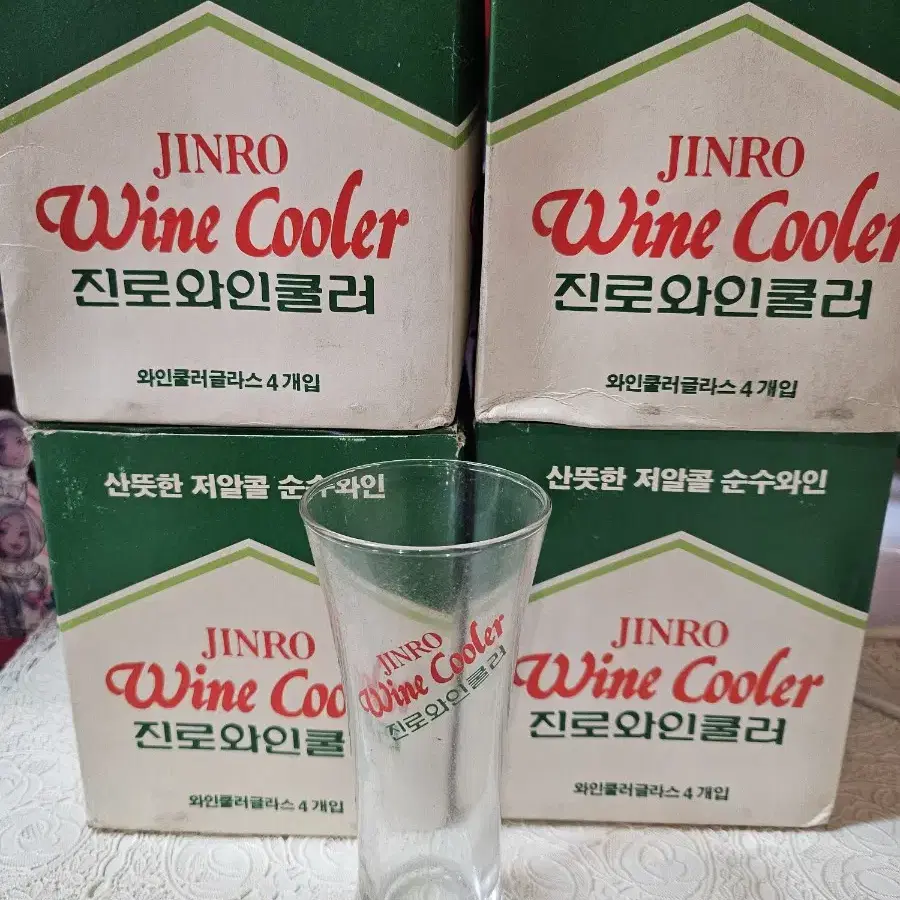 JINRO
Wine Cooler
진로와인쿨러
와인쿨러글라스 4 개입
JINRO
Wine Cooler
진로와인쿨러
와인쿨러글라스 4 개입
산뜻한 저알콜 순수와인
JINRO
Wine Coo
진로와인쿨
와인쿨러글라스 4 개입
산뜻한 저알콜 순수와인
JINRO
Wine Cooler
진로와인쿨러
와인쿨러글라스 4 개입
JINRO
Wine Cooler
진로와인쿨러